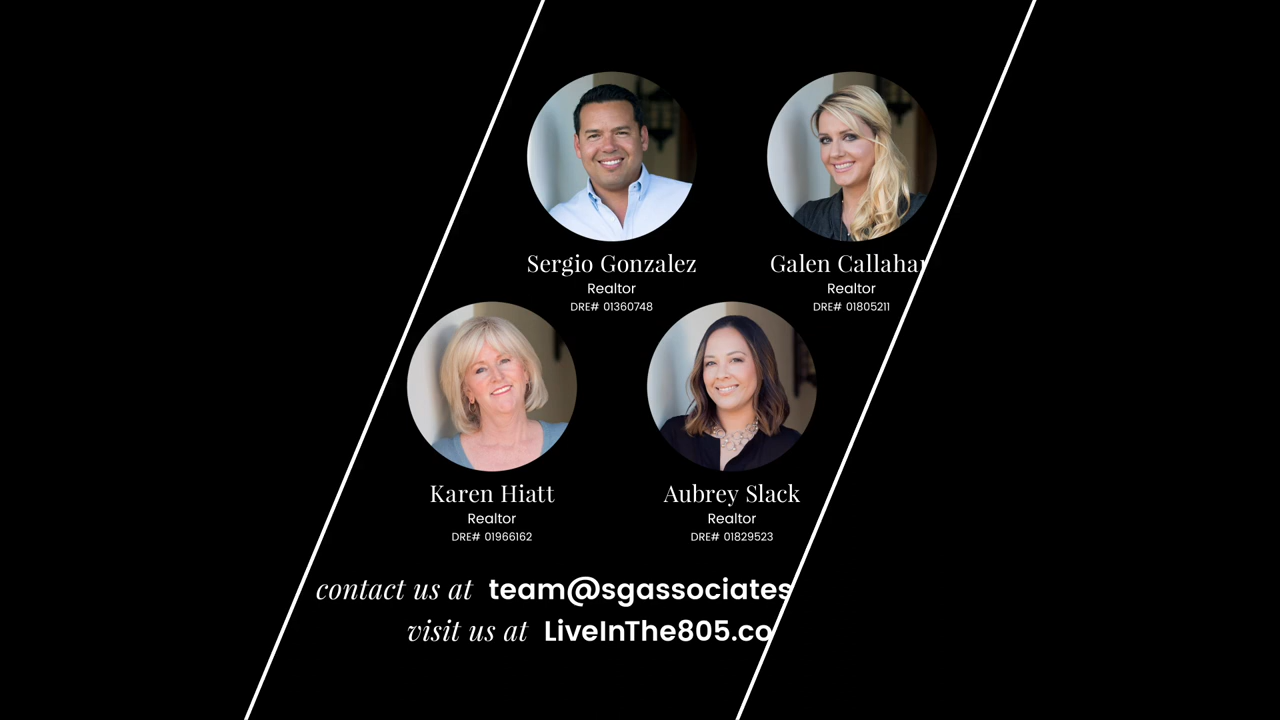 Sergio Gonzalez
Realtor
DRE# 01360748
Galen Callahan
Realtor
DRE# 01805211
Karen Hiatt
Realtor
DRE# 01966162
Aubrey Slack
Realtor
DRE# 01829523
contact us at team@sgassociates
visit us at LiveInThe805.co